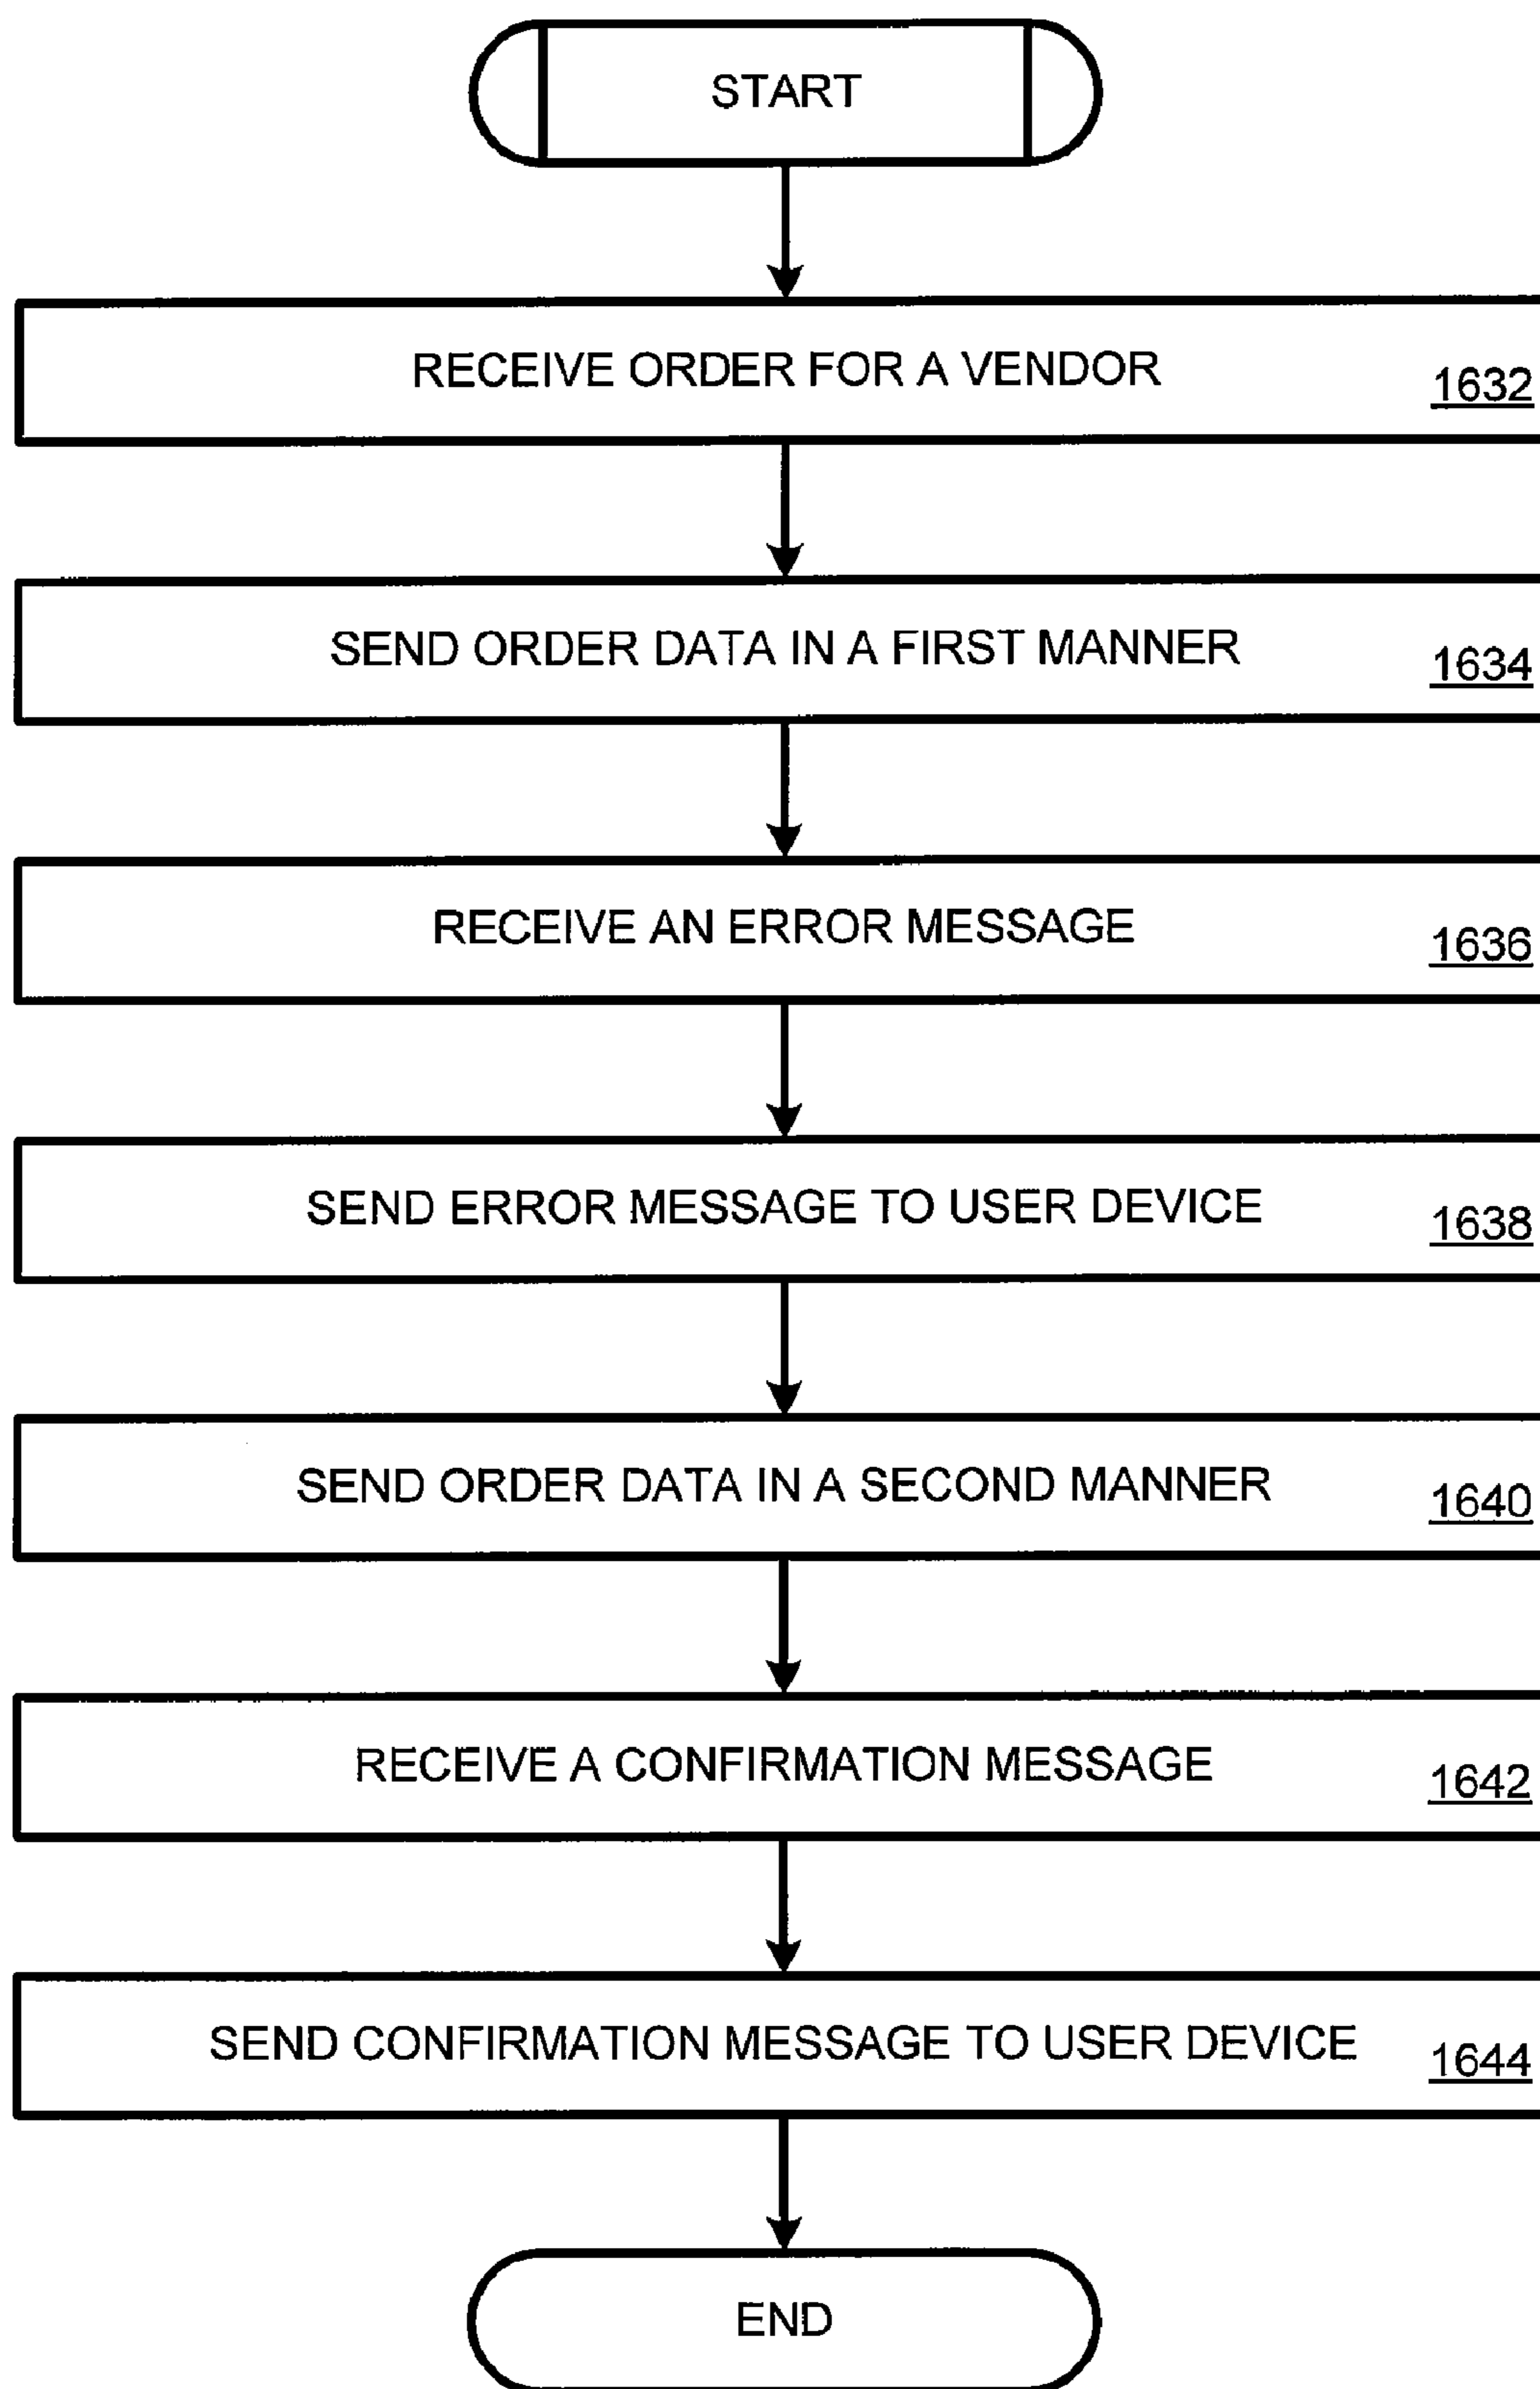 START
RECEIVE ORDER FOR A VENDOR
1632
SEND ORDER DATA IN A FIRST MANNER
1634
RECEIVE AN ERROR MESSAGE
1636
SEND ERROR MESSAGE TO USER DEVICE
1638
SEND ORDER DATA IN A SECOND MANNER
1640
RECEIVE A CONFIRMATION MESSAGE
1642
SEND CONFIRMATION MESSAGE TO USER DEVICE
1644
END